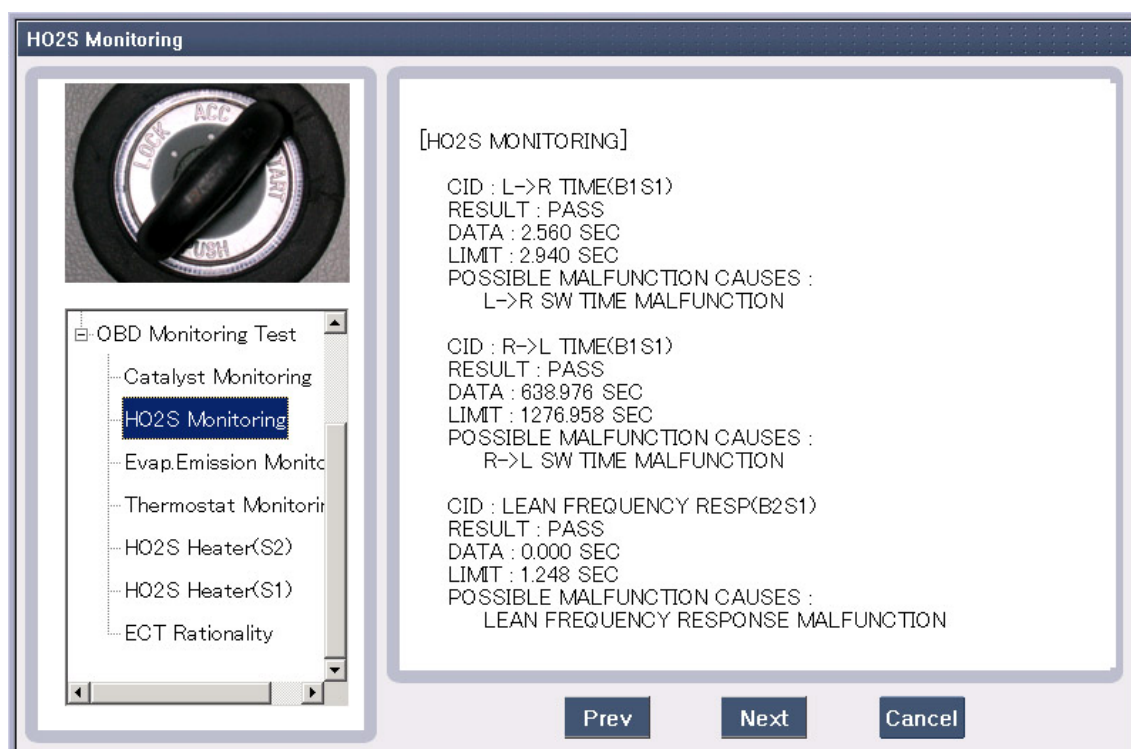 HO2S Monitoring
LOCK
ACC
START
PUSH
OBD Monitoring Test
Catalyst Monitoring
HO2S Monitoring
Evap.Emission Monitc
Thermostat Monitorir
HO2S Heater(S2)
HO2S Heater(S1)
ECT Rationality
[HO2S MONITORING]
CID : L->R TIME(B1S1)
RESULT : PASS
DATA : 2.560 SEC
LIMIT : 2.940 SEC
POSSIBLE MALFUNCTION CAUSES :
L->R SW TIME MALFUNCTION
CID : R->L TIME(B1S1)
RESULT : PASS
DATA : 638.976 SEC
LIMIT : 1276.958 SEC
POSSIBLE MALFUNCTION CAUSES :
R->L SW TIME MALFUNCTION
CID : LEAN FREQUENCY RESP(B2S1)
RESULT : PASS
DATA : 0.000 SEC
LIMIT : 1.248 SEC
POSSIBLE MALFUNCTION CAUSES :
LEAN FREQUENCY RESPONSE MALFUNCTION
Prev
Next
Cancel